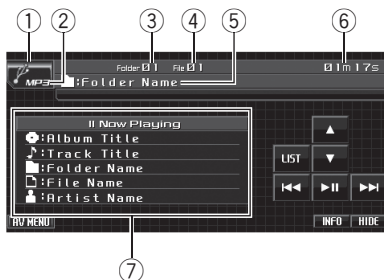 ① ② ③ ④ ⑤ ⑥
Folder 01 File 01 01m17s
MP3 :Folder Name
II Now Playing
:Album Title
:Track Title
:Folder Name
:File Name
:Artist Name
LIST
AV MENU INFO HIDE
⑦